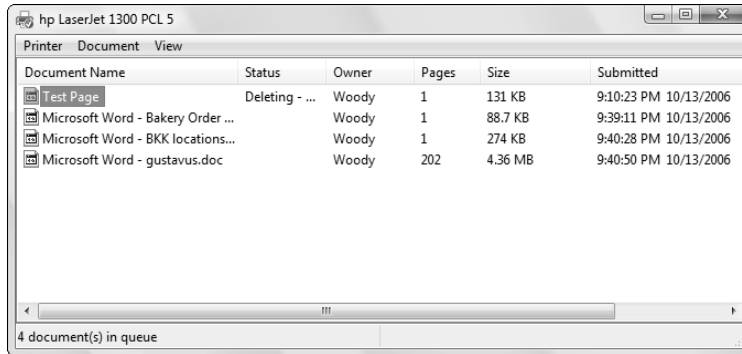 hp LaserJet 1300 PCL 5
Printer Document View
Document Name Status Owner Pages Size Submitted
Test Page Deleting - ... Woody 1 131 KB 9:10:23 PM 10/13/2006
Microsoft Word - Bakery Order ... Woody 1 88.7 KB 9:39:11 PM 10/13/2006
Microsoft Word - BKK locations... Woody 1 274 KB 9:40:28 PM 10/13/2006
Microsoft Word - gustavus.doc Woody 202 4.36 MB 9:40:50 PM 10/13/2006
4 document(s) in queue